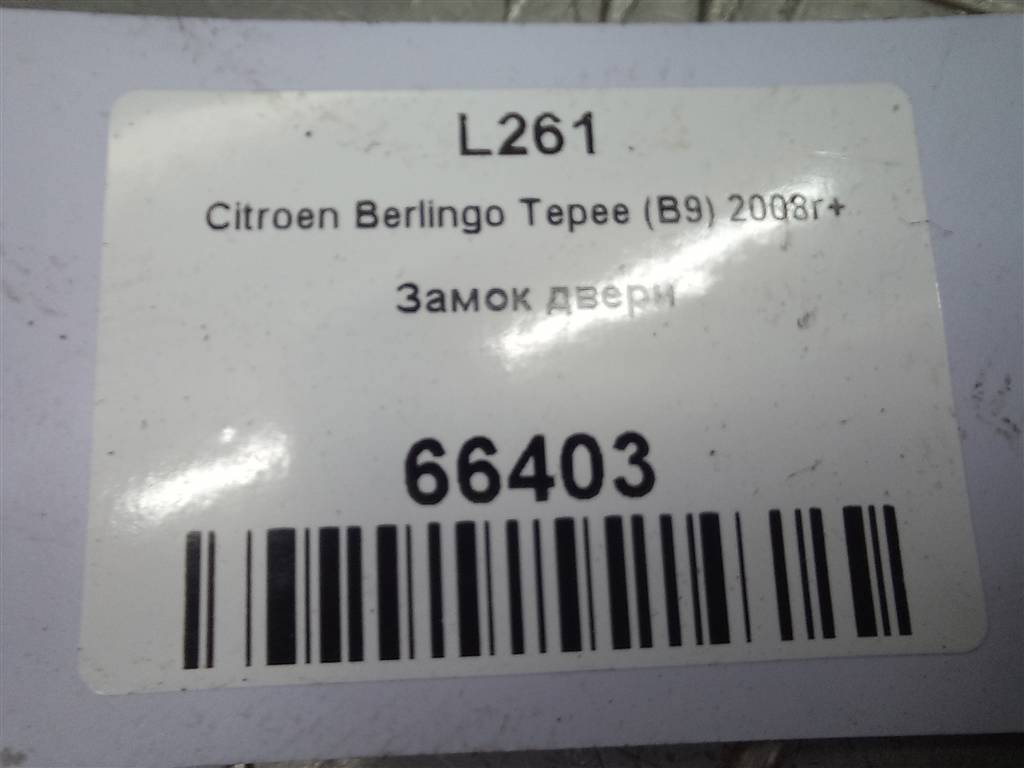 L261
Citroen Berlingo Tepee (B9) 2008г+
Замок двери
66403